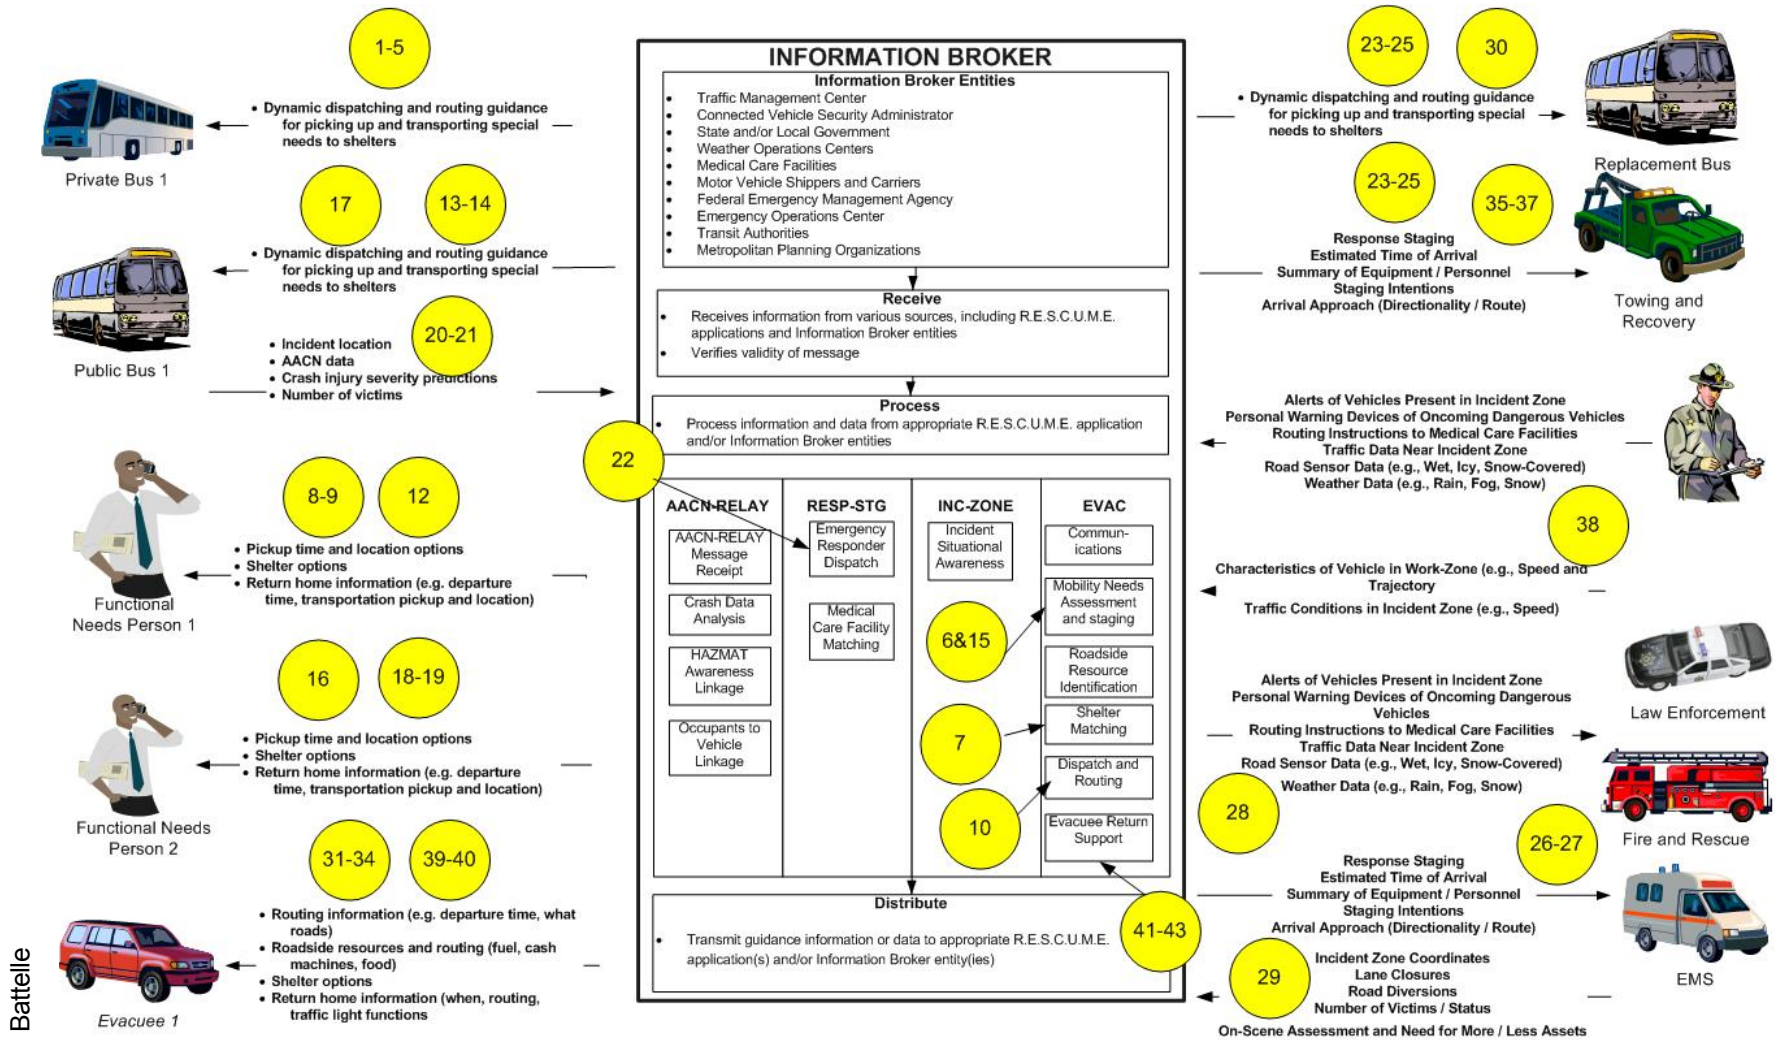 1-5
• Dynamic dispatching and routing guidance
for picking up and transporting special
needs to shelters
Private Bus 1
17
13-14
• Dynamic dispatching and routing guidance
for picking up and transporting special
needs to shelters
20-21
• Incident location
• AACN data
• Crash injury severity predictions
• Number of victims
Public Bus 1
22
8-9
12
• Pickup time and location options
• Shelter options
• Return home information (e.g. departure
time, transportation pickup and location)
Functional
Needs Person 1
16
18-19
• Pickup time and location options
• Shelter options
• Return home information (e.g. departure
time, transportation pickup and location)
Functional Needs
Person 2
31-34
39-40
• Routing information (e.g. departure time, what
roads)
• Roadside resources and routing (fuel, cash
machines, food)
• Shelter options
• Return home information (when, routing,
traffic light functions
Evacuee 1
Battelle
INFORMATION BROKER
Information Broker Entities
• Traffic Management Center
• Connected Vehicle Security Administrator
• State and/or Local Government
• Weather Operations Centers
• Medical Care Facilities
• Motor Vehicle Shippers and Carriers
• Federal Emergency Management Agency
• Emergency Operations Center
• Transit Authorities
• Metropolitan Planning Organizations
Receive
• Receives information from various sources, including R.E.S.C.U.M.E.
applications and Information Broker entities
• Verifies validity of message
Process
• Process information and data from appropriate R.E.S.C.U.M.E. application
and/or Information Broker entities
AACN-RELAY
AACN-RELAY
Message
Receipt
Crash Data
Analysis
HAZMAT
Awareness
Linkage
Occupants to
Vehicle
Linkage
RESP-STG
Emergency
Responder
Dispatch
Medical
Care Facility
Matching
INC-ZONE
Incident
Situational
Awareness
6&15
7
10
EVAC
Commun-
ications
Mobility Needs
Assessment
and staging
Roadside
Resource
Identification
Shelter
Matching
Dispatch and
Routing
Evacuee Return
Support
41-43
Distribute
• Transmit guidance information or data to appropriate R.E.S.C.U.M.E.
application(s) and/or Information Broker entity(ies)
23-25
30
• Dynamic dispatching and routing guidance
for picking up and transporting special
needs to shelters
Replacement Bus
23-25
35-37
Response Staging
Estimated Time of Arrival
Summary of Equipment / Personnel
Staging Intentions
Arrival Approach (Directionality / Route)
Towing and
Recovery
Alerts of Vehicles Present in Incident Zone
Personal Warning Devices of Oncoming Dangerous Vehicles
Routing Instructions to Medical Care Facilities
Traffic Data Near Incident Zone
Road Sensor Data (e.g., Wet, Icy, Snow-Covered)
Weather Data (e.g., Rain, Fog, Snow)
38
Characteristics of Vehicle in Work-Zone (e.g., Speed and
Trajectory
Traffic Conditions in Incident Zone (e.g., Speed)
Law Enforcement
Alerts of Vehicles Present in Incident Zone
Personal Warning Devices of Oncoming Dangerous
Vehicles
Routing Instructions to Medical Care Facilities
Traffic Data Near Incident Zone
Road Sensor Data (e.g., Wet, Icy, Snow-Covered)
Weather Data (e.g., Rain, Fog, Snow)
28
Fire and Rescue
26-27
Response Staging
Estimated Time of Arrival
Summary of Equipment / Personnel
Staging Intentions
Arrival Approach (Directionality / Route)
EMS
29
Incident Zone Coordinates
Lane Closures
Road Diversions
Number of Victims / Status
On-Scene Assessment and Need for More / Less Assets